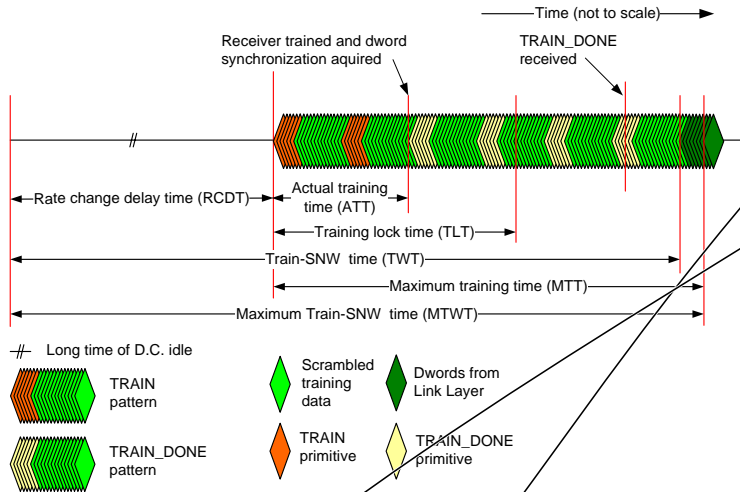 Time (not to scale)
Receiver trained and dword
synchronization aquired
TRAIN_DONE
received
Rate change delay time (RCDT)
Actual training
time (ATT)
Training lock time (TLT)
Train-SNW time (TWT)
Maximum training time (MTT)
Maximum Train-SNW time (MTWT)
Long time of D.C. idle
TRAIN
pattern
Scrambled
training
data
Dwords from
Link Layer
TRAIN_DONE
pattern
TRAIN
primitive
TRAIN_DONE
primitive